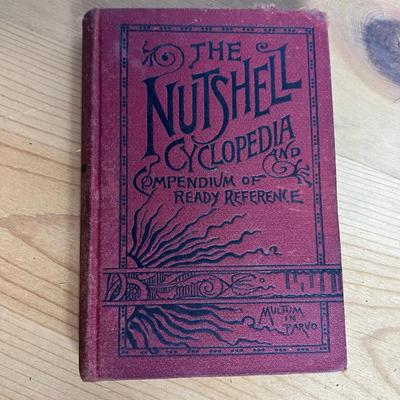 THE
NUTSHELL
CYCLOPEDIA
AND
COMPENDIUM OF
READY REFERENCE
MULTUM
IN
PARVO